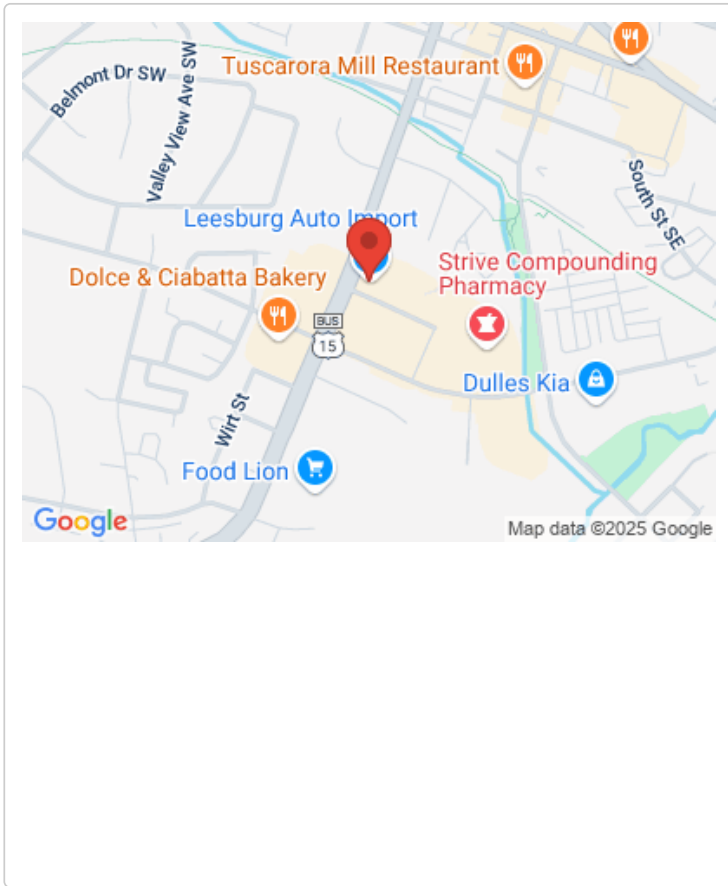 Tuscarora Mill Restaurant
Belmont Dr SW
Valley View Ave SW
South St SE
Leesburg Auto Import
Strive Compounding
Pharmacy
Dolce & Ciabatta Bakery
BUS
15
Dulles Kia
Wirt St
Food Lion
Google
Map data ©2025 Google